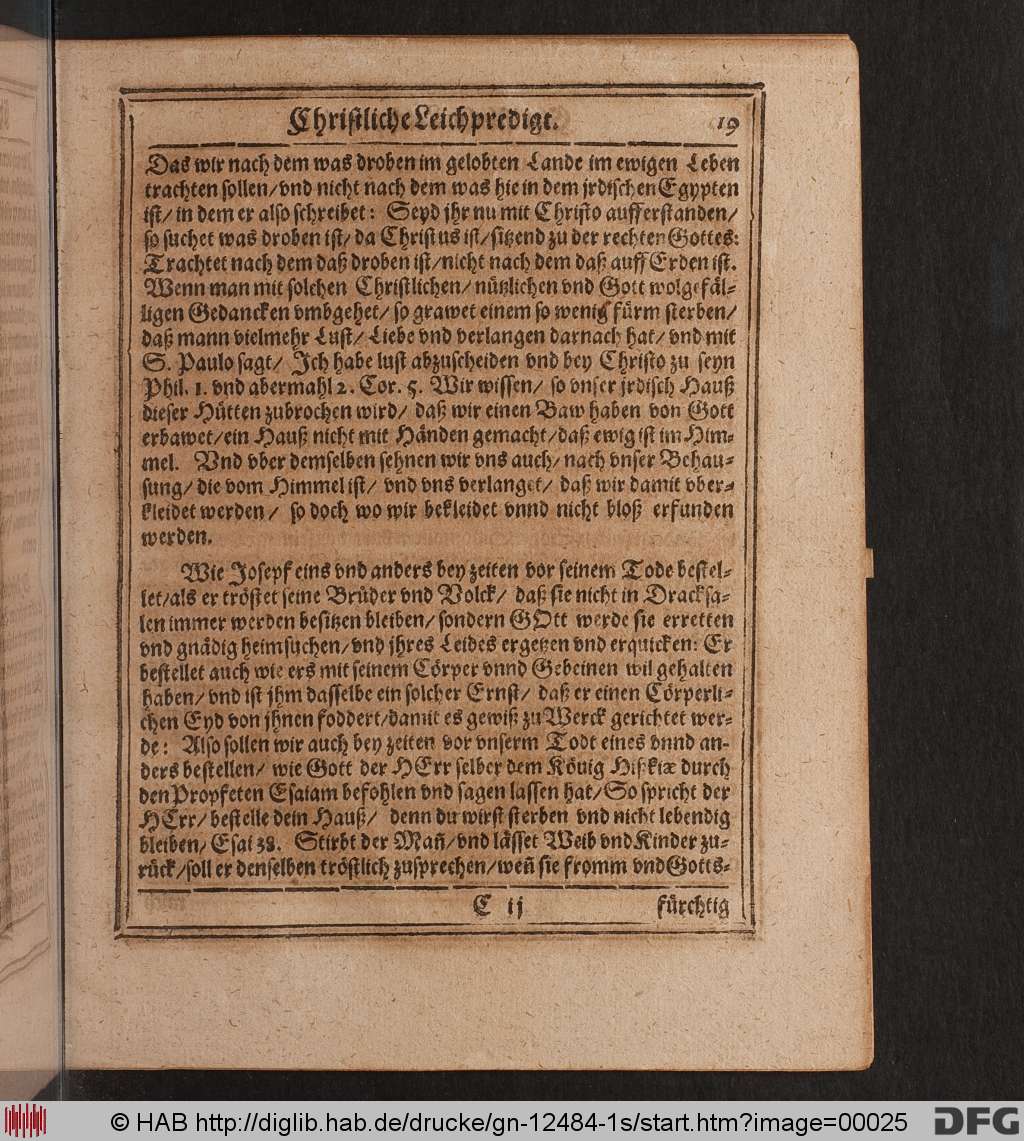 Christliche Leichpredigt. 19
Das wir nach dem was droben im gelobten Lande im ewigen Leben
trachten sollen/vnd nicht nach dem was hie in dem jrdischen Egypten
ist/ in dem er also schreibet: Seyd jhr nu mit Christo aufferstanden/
so suchet was droben ist/ da Christus ist/sitzend zu der rechten Gottes:
Trachtet nach dem daß droben ist/nicht nach dem daß auff Erden ist.
Wenn man mit solchen Christlichen/ nützlichen vnd Gott wolgefäl-
ligen Gedancken vmbgehet/ so grawet einem so wenig fürm sterben/
daß mann vielmehr Lust/ Liebe vnd verlangen darnach hat/ vnd mit
S. Paulo sagt/ Ich habe lust abzuscheiden vnd bey Christo zu seyn
Phil. 1. vnd abermahl 2. Cor. 5. Wir wissen/ so vnser jrdisch Hauß
dieser Hütten zubrochen wird/ daß wir einen Baw haben von Gott
erbawet/ein Hauß nicht mit Händen gemacht/daß ewig ist im Him-
mel. Vnd vber demselben sehnen wir vns auch/ nach vnser Behau-
sung/ die vom Himmel ist/ vnd vns verlanget/ daß wir damit vber-
kleidet werden/ so doch wo wir bekleidet vnnd nicht bloß erfunden
werden.
Wie Josepf eins vnd anders bey zeiten vor seinem Tode bestel-
let/als er tröstet seine Brüder vnd Volck/ daß sie nicht in Dracksa-
len immer werden besitzen bleiben/ sondern GOtt werde sie erretten
vnd gnädig heimsuchen/vnd jhres Leides ergetzen vnd erquicken: Er
bestellet auch wie ers mit seinem Cörper vnnd Gebeinen wil gehalten
haben/ vnd ist jhm dasselbe ein solcher Ernst/ daß er einen Cörperli-
chen Eyd von jhnen foddert/damit es gewiß zu Werck gerichtet wer-
de: Also sollen wir auch bey zeiten vor vnserm Todt eines vnnd an-
ders bestellen/ wie Gott der HErr selber dem König Hißkiæ durch
den Propfeten Esaiam befohlen vnd sagen lassen hat/ So spricht der
HErr/ bestelle dein Hauß/ denn du wirst sterben vnd nicht lebendig
bleiben/ Esai 38. Stirbt der Mañ/ vnd lässet Weib vnd Kinder zu-
rück/soll er denselben tröstlich zusprechen/weñ sie fromm vnd Gotts-
C ij fürchtig
© HAB http://diglib.hab.de/drucke/gn-12484-1s/start.htm?image=00025
DFG